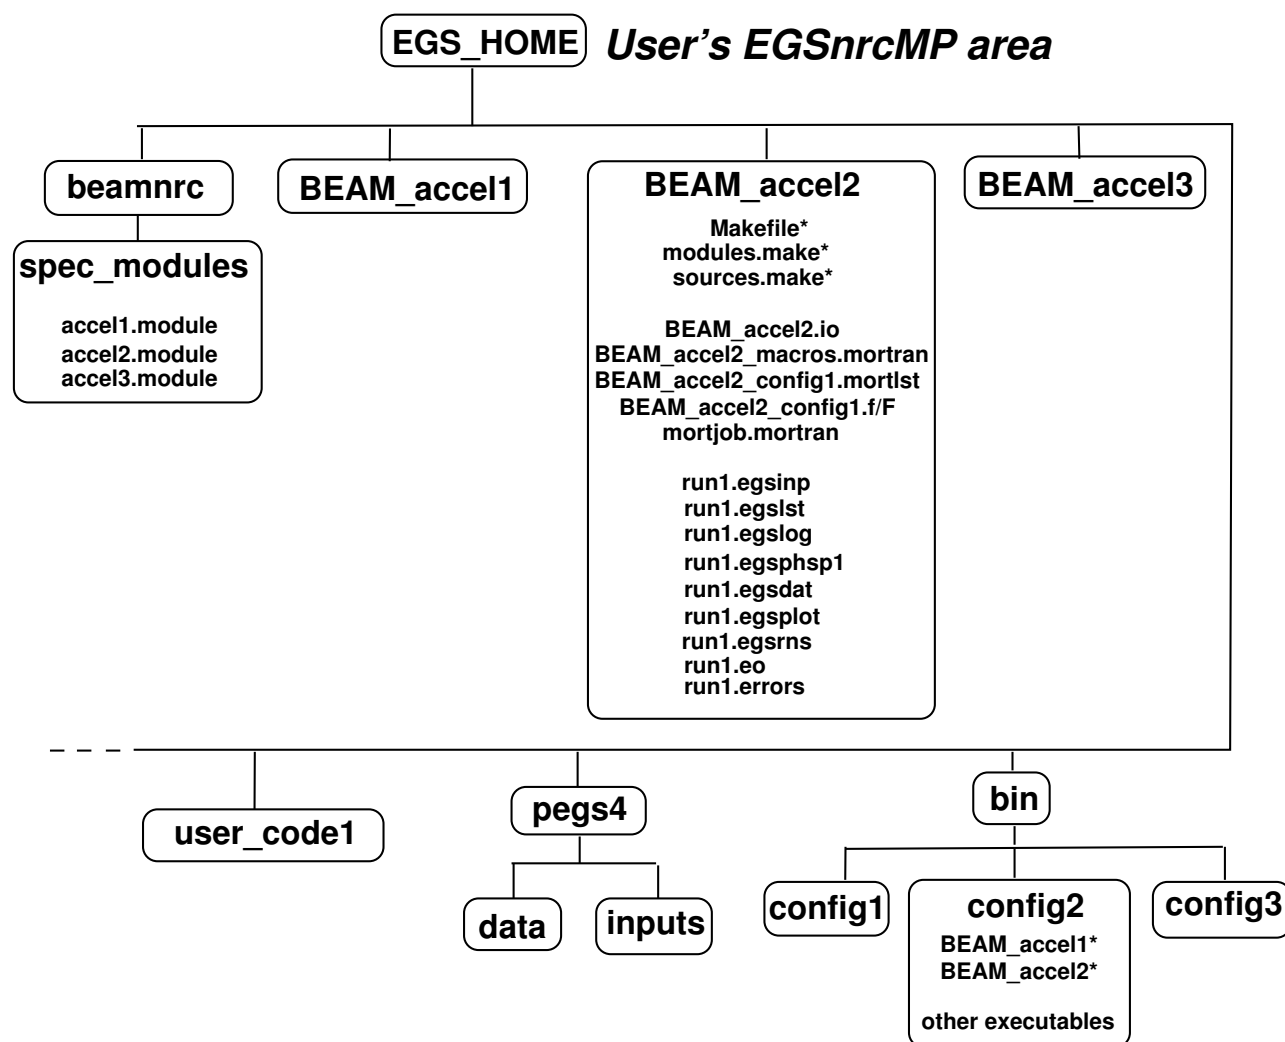 EGS_HOME User's EGSnrcMP area
beamnrc
BEAM_accel1
BEAM_accel2
BEAM_accel3
spec_modules
accel1.module
accel2.module
accel3.module
Makefile*
modules.make*
sources.make*
BEAM_accel2.io
BEAM_accel2_macros.mortran
BEAM_accel2_config1.mortlst
BEAM_accel2_config1.f/F
mortjob.mortran
run1.egsinp
run1.egslst
run1.egslog
run1.egsphsp1
run1.egsdat
run1.egsplot
run1.egsrns
run1.eo
run1.errors
user_code1
pegs4
bin
data
inputs
config1
config2
config3
BEAM_accel1*
BEAM_accel2*
other executables